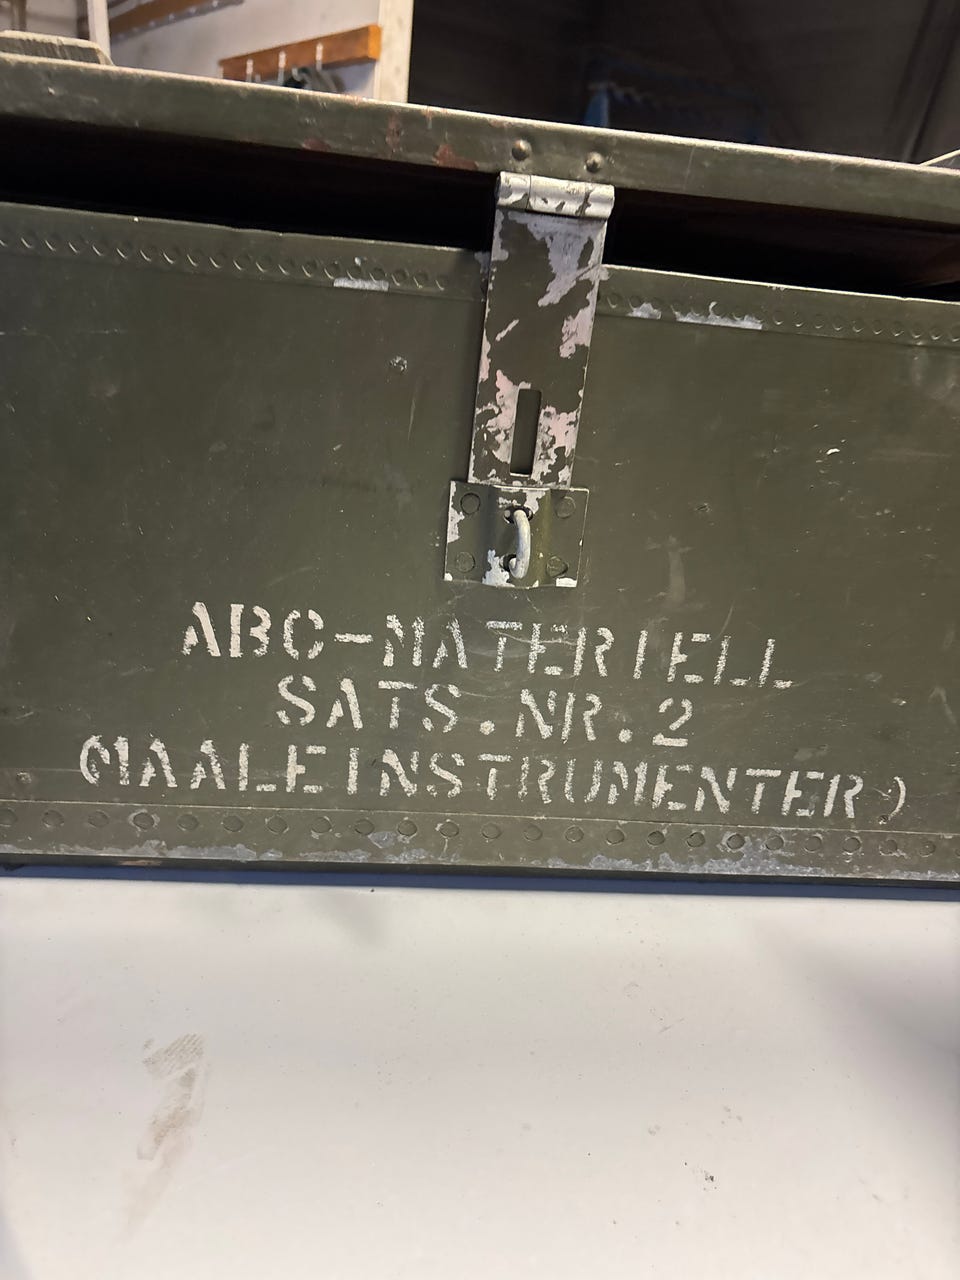 ABC-MATERIELL
SATS.NR.2
(MAALEINSTRUMENTER)